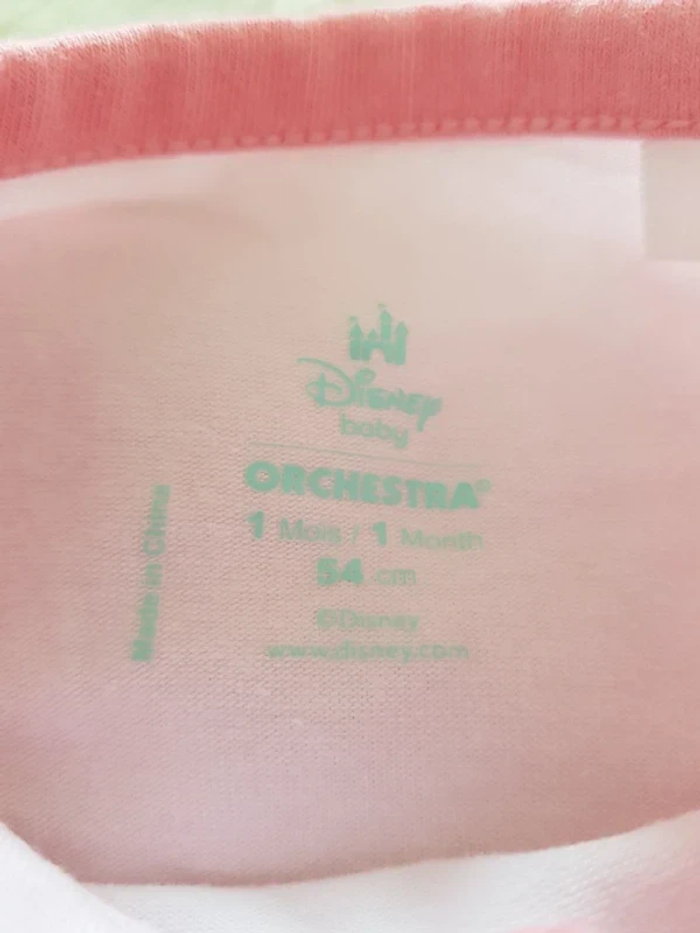 Disney
baby
ORCHESTRA®
1 Mois / 1 Month
54 cm
©Disney
www.disney.com
Made in China